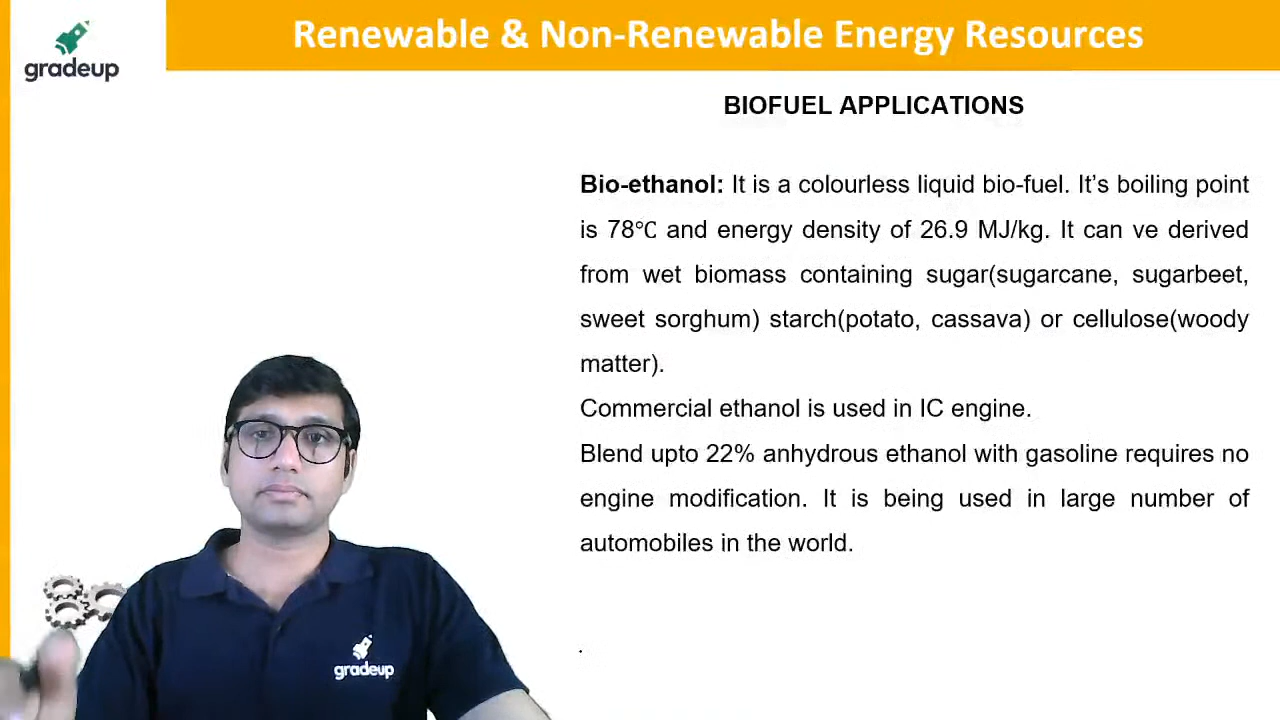 gradeup
Renewable & Non-Renewable Energy Resources
BIOFUEL APPLICATIONS
Bio-ethanol: It is a colourless liquid bio-fuel. It’s boiling point
is 78℃ and energy density of 26.9 MJ/kg. It can ve derived
from wet biomass containing sugar(sugarcane, sugarbeet,
sweet sorghum) starch(potato, cassava) or cellulose(woody
matter).
Commercial ethanol is used in IC engine.
Blend upto 22% anhydrous ethanol with gasoline requires no
engine modification. It is being used in large number of
automobiles in the world.
.
gradeup